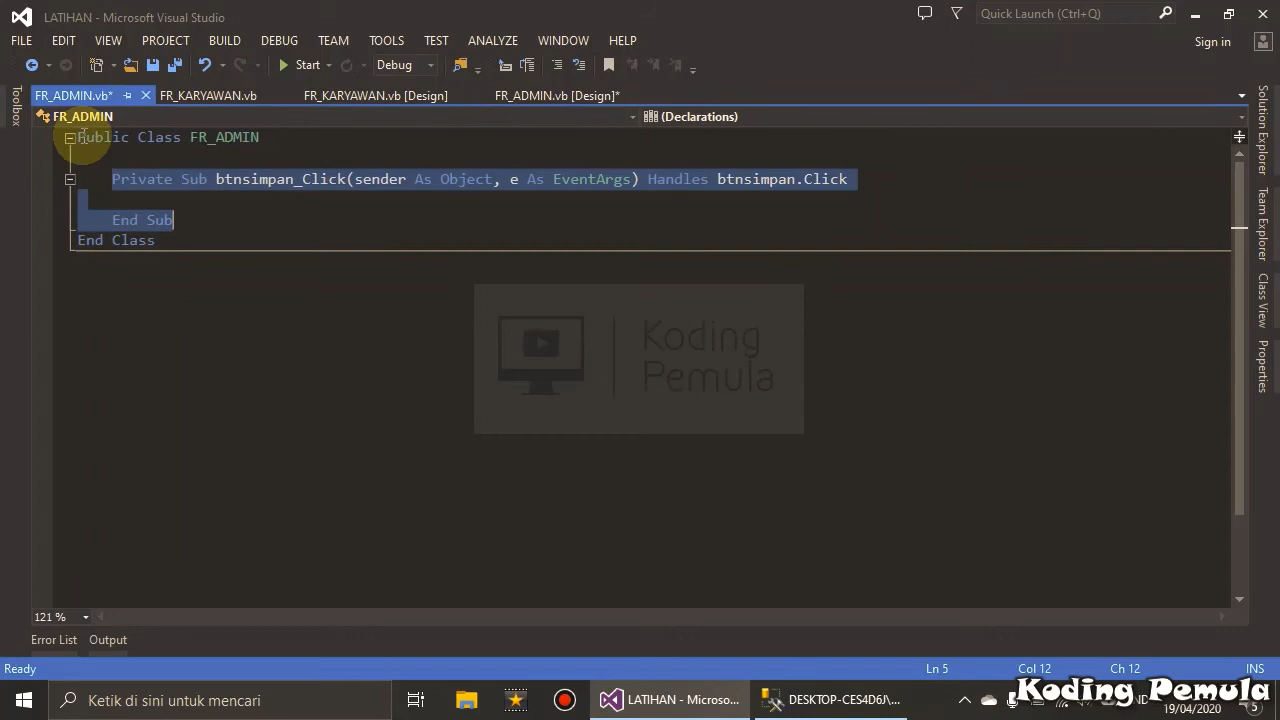 LATIHAN - Microsoft Visual Studio
Quick Launch (Ctrl+Q)
FILE EDIT VIEW PROJECT BUILD DEBUG TEAM TOOLS TEST ANALYZE WINDOW HELP
Sign in
Start Debug
Toolbox
FR_ADMIN.vb* FR_KARYAWAN.vb FR_KARYAWAN.vb [Design] FR_ADMIN.vb [Design]*
FR_ADMIN (Declarations)
Public Class FR_ADMIN
Private Sub btnsimpan_Click(sender As Object, e As EventArgs) Handles btnsimpan.Click
End Sub
End Class
Koding
Pemula
Solution Explorer
Team Explorer
Class View
Properties
121 %
Error List Output
Ready Ln 5 Col 12 Ch 12 INS
Ketik di sini untuk mencari
LATIHAN - Microso...
DESKTOP-CES4D6J\...
Koding Pemula
19/04/2020
5